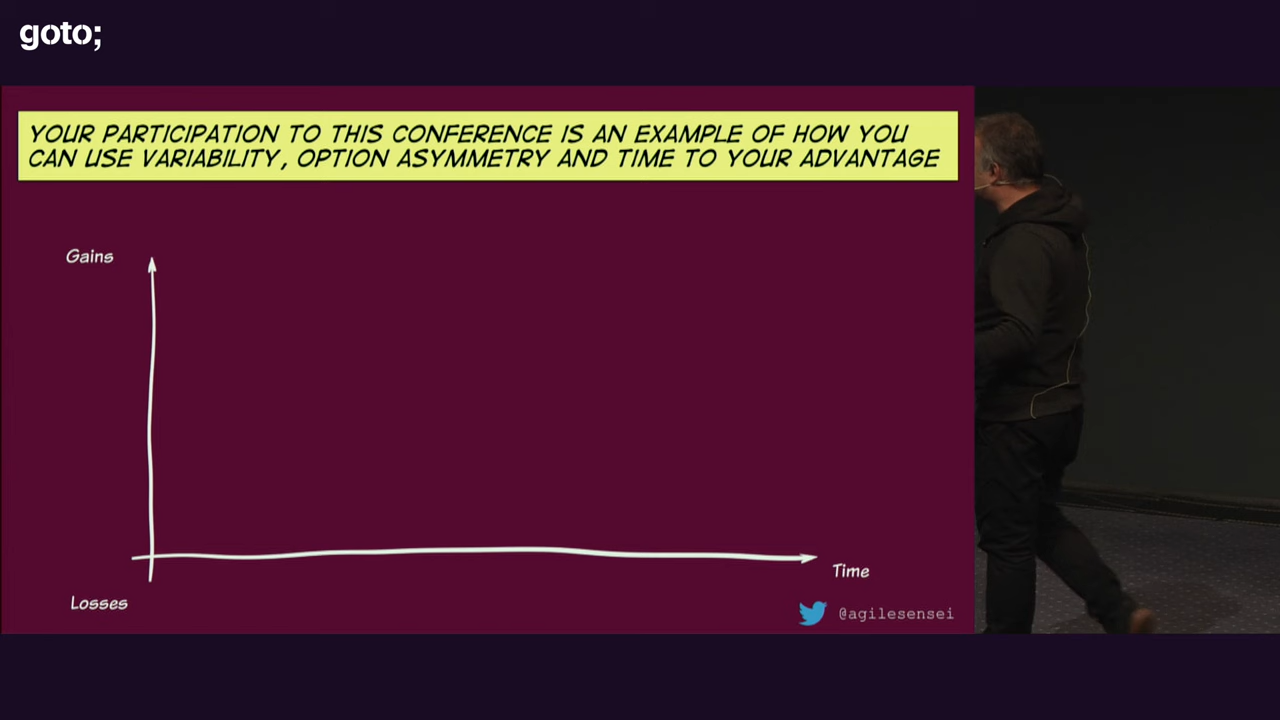 goto;
YOUR PARTICIPATION TO THIS CONFERENCE IS AN EXAMPLE OF HOW YOU
CAN USE VARIABILITY, OPTION ASYMMETRY AND TIME TO YOUR ADVANTAGE
Gains
Time
Losses
@agilesensei